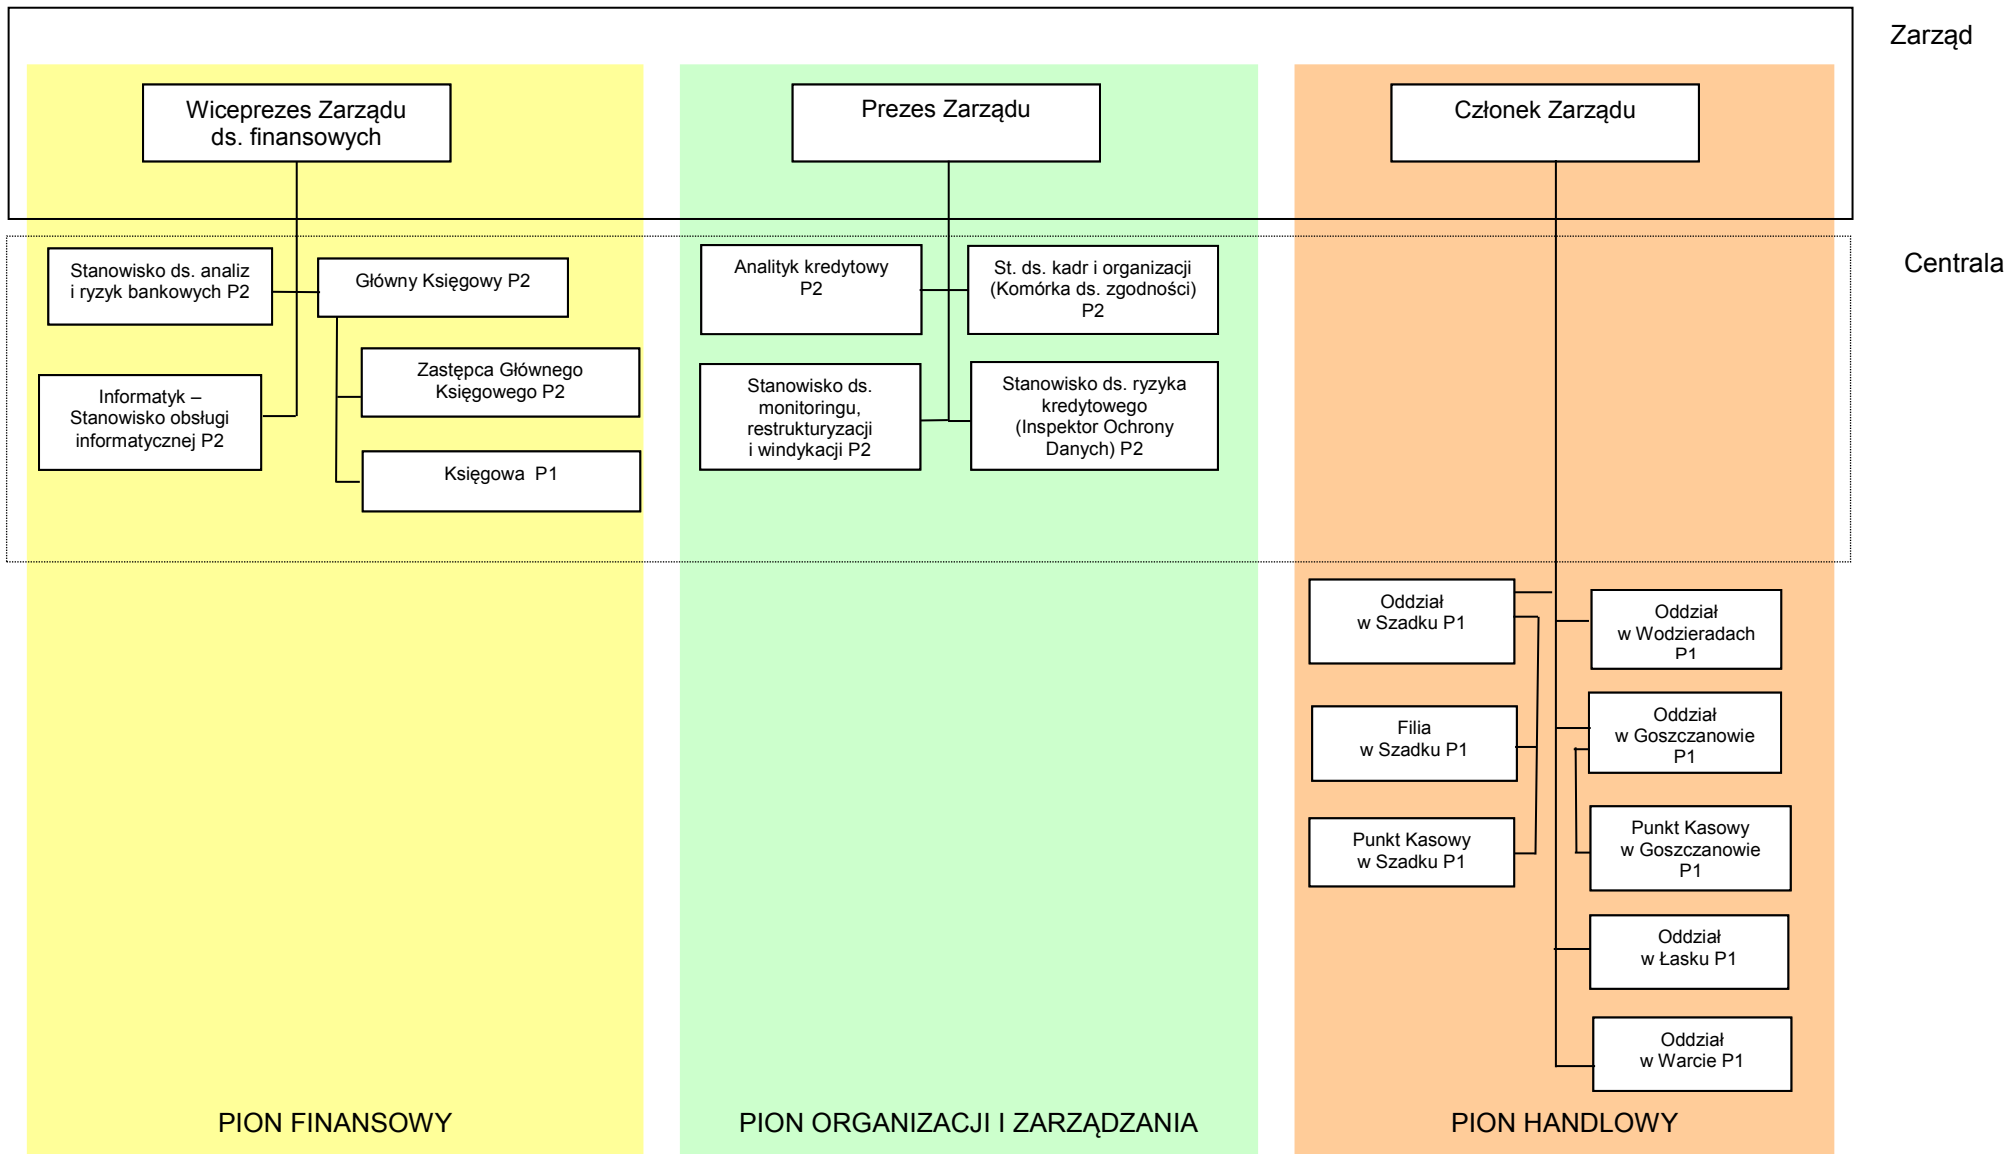 Zarząd
Wiceprezes Zarządu
ds. finansowych
Prezes Zarządu
Członek Zarządu
Centrala
Stanowisko ds. analiz
i ryzyk bankowych P2
Główny Księgowy P2
Zastępca Głównego
Księgowego P2
Informatyk –
Stanowisko obsługi
informatycznej P2
Księgowa P1
Analityk kredytowy
P2
St. ds. kadr i organizacji
(Komórka ds. zgodności)
P2
Stanowisko ds.
monitoringu,
restrukturyzacji
i windykacji P2
Stanowisko ds. ryzyka
kredytowego
(Inspektor Ochrony
Danych) P2
Oddział
w Szadku P1
Oddział
w Wodzieradach
P1
Filia
w Szadku P1
Oddział
w Goszczanowie
P1
Punkt Kasowy
w Szadku P1
Punkt Kasowy
w Goszczanowie
P1
Oddział
w Łasku P1
Oddział
w Warcie P1
PION FINANSOWY
PION ORGANIZACJI I ZARZĄDZANIA
PION HANDLOWY